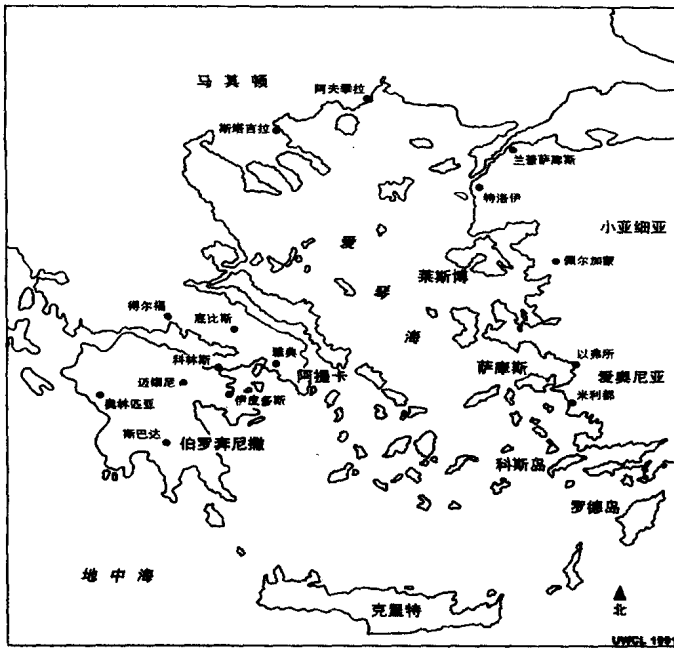 马其顿
阿夫季拉
斯塔吉拉
兰普萨库斯
特洛伊
小亚细亚
爱琴海
莱斯博
佩尔加蒙
得尔福
底比斯
科林斯
雅典
阿提卡
萨摩斯
以弗所
爱奥尼亚
迈锡尼
奥林匹亚
米利都
斯巴达
伯罗奔尼撒
科斯岛
罗德岛
地中海
克里特
北
UWCL 1991